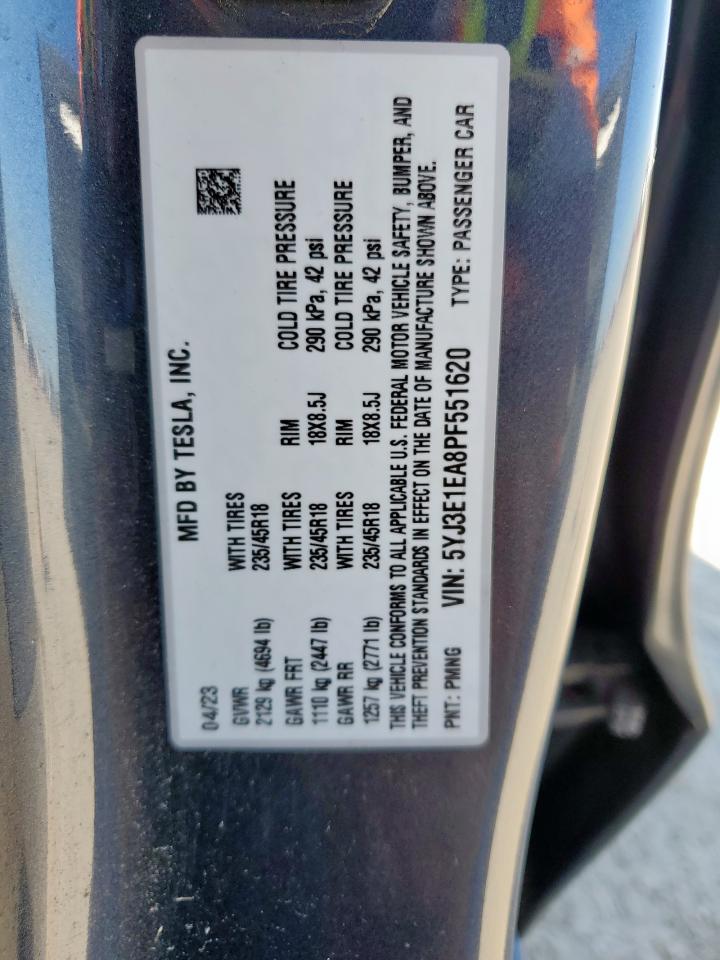 MFD BY TESLA, INC.
04/23
GVWR WITH TIRES
2129 kg (4694 lb) 235/45R18
GAWR FRT WITH TIRES RIM COLD TIRE PRESSURE
1110 kg (2447 lb) 235/45R18 18X8.5J 290 kPa, 42 psi
GAWR RR WITH TIRES RIM COLD TIRE PRESSURE
1257 kg (2771 lb) 235/45R18 18X8.5J 290 kPa, 42 psi
THIS VEHICLE CONFORMS TO ALL APPLICABLE U.S. FEDERAL MOTOR VEHICLE SAFETY, BUMPER, AND
THEFT PREVENTION STANDARDS IN EFFECT ON THE DATE OF MANUFACTURE SHOWN ABOVE.
PNT: PMNG VIN: 5YJ3E1EA8PF551620 TYPE: PASSENGER CAR